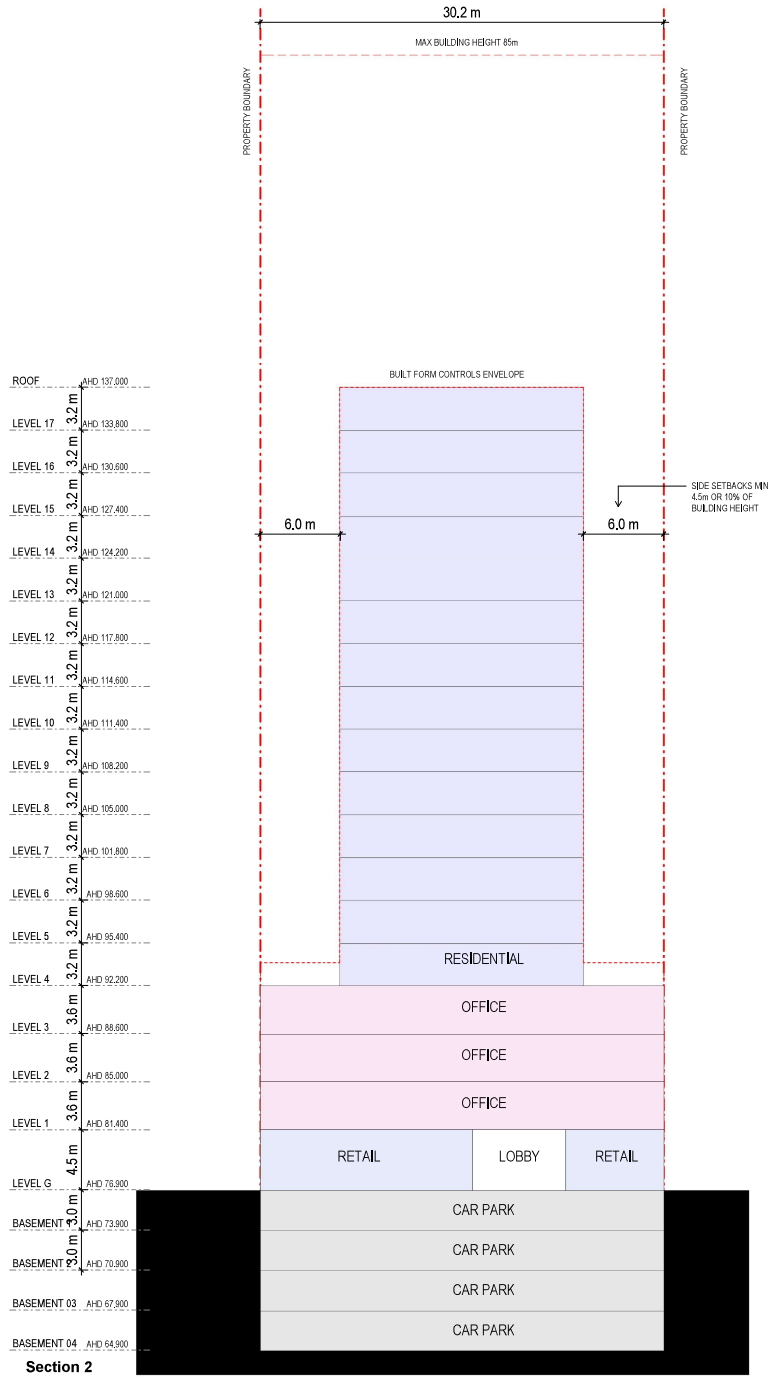 30.2 m
MAX BUILDING HEIGHT 85m
PROPERTY BOUNDARY
PROPERTY BOUNDARY
BUILT FORM CONTROLS ENVELOPE
ROOF AHD 137.000
3.2 m
LEVEL 17 AHD 133.800
3.2 m
LEVEL 16 AHD 130.600
3.2 m
SIDE SETBACKS MIN
4.5m OR 10% OF
BUILDING HEIGHT
LEVEL 15 AHD 127.400
3.2 m
6.0 m
6.0 m
LEVEL 14 AHD 124.200
3.2 m
LEVEL 13 AHD 121.000
3.2 m
LEVEL 12 AHD 117.800
3.2 m
LEVEL 11 AHD 114.600
3.2 m
LEVEL 10 AHD 111.400
3.2 m
LEVEL 9 AHD 108.200
3.2 m
LEVEL 8 AHD 105.000
3.2 m
LEVEL 7 AHD 101.800
3.2 m
LEVEL 6 AHD 98.600
3.2 m
LEVEL 5 AHD 95.400
3.2 m
RESIDENTIAL
LEVEL 4 AHD 92.200
3.6 m
OFFICE
LEVEL 3 AHD 88.600
3.6 m
OFFICE
LEVEL 2 AHD 85.000
3.6 m
OFFICE
LEVEL 1 AHD 81.400
4.5 m
RETAIL LOBBY RETAIL
LEVEL G AHD 76.900
3.0 m
CAR PARK
BASEMENT AHD 73.900
3.0 m
CAR PARK
BASEMENT AHD 70.900
CAR PARK
BASEMENT 03 AHD 67.900
CAR PARK
BASEMENT 04 AHD 64.900
Section 2